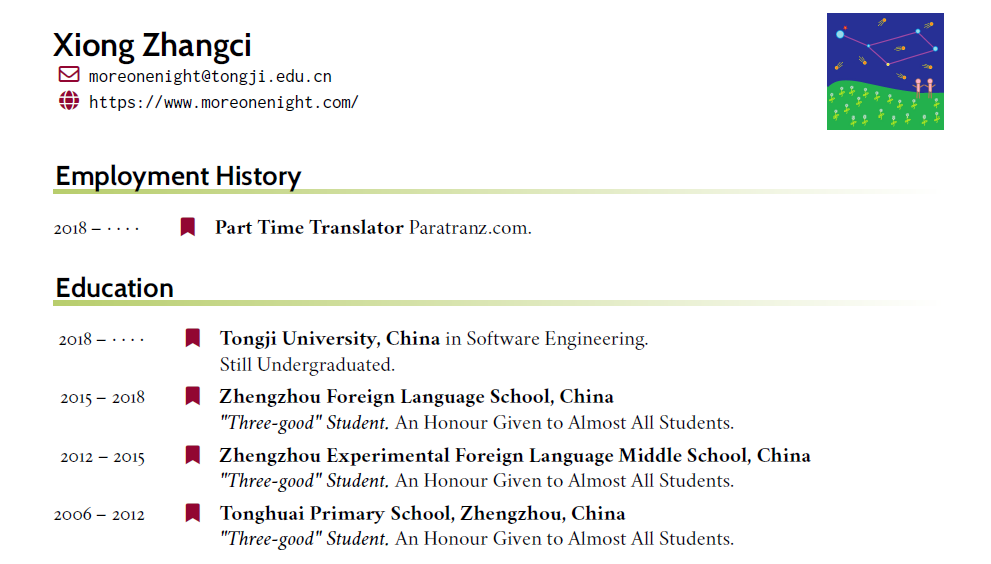 Xiong Zhangci
moreonenight@tongji.edu.cn
https://www.moreonenight.com/
Employment History
2018 – · · · · Part Time Translator Paratranz.com.
Education
2018 – · · · · Tongji University, China in Software Engineering.
Still Undergraduated.
2015 – 2018 Zhengzhou Foreign Language School, China
"Three-good" Student. An Honour Given to Almost All Students.
2012 – 2015 Zhengzhou Experimental Foreign Language Middle School, China
"Three-good" Student. An Honour Given to Almost All Students.
2006 – 2012 Tonghuai Primary School, Zhengzhou, China
"Three-good" Student. An Honour Given to Almost All Students.